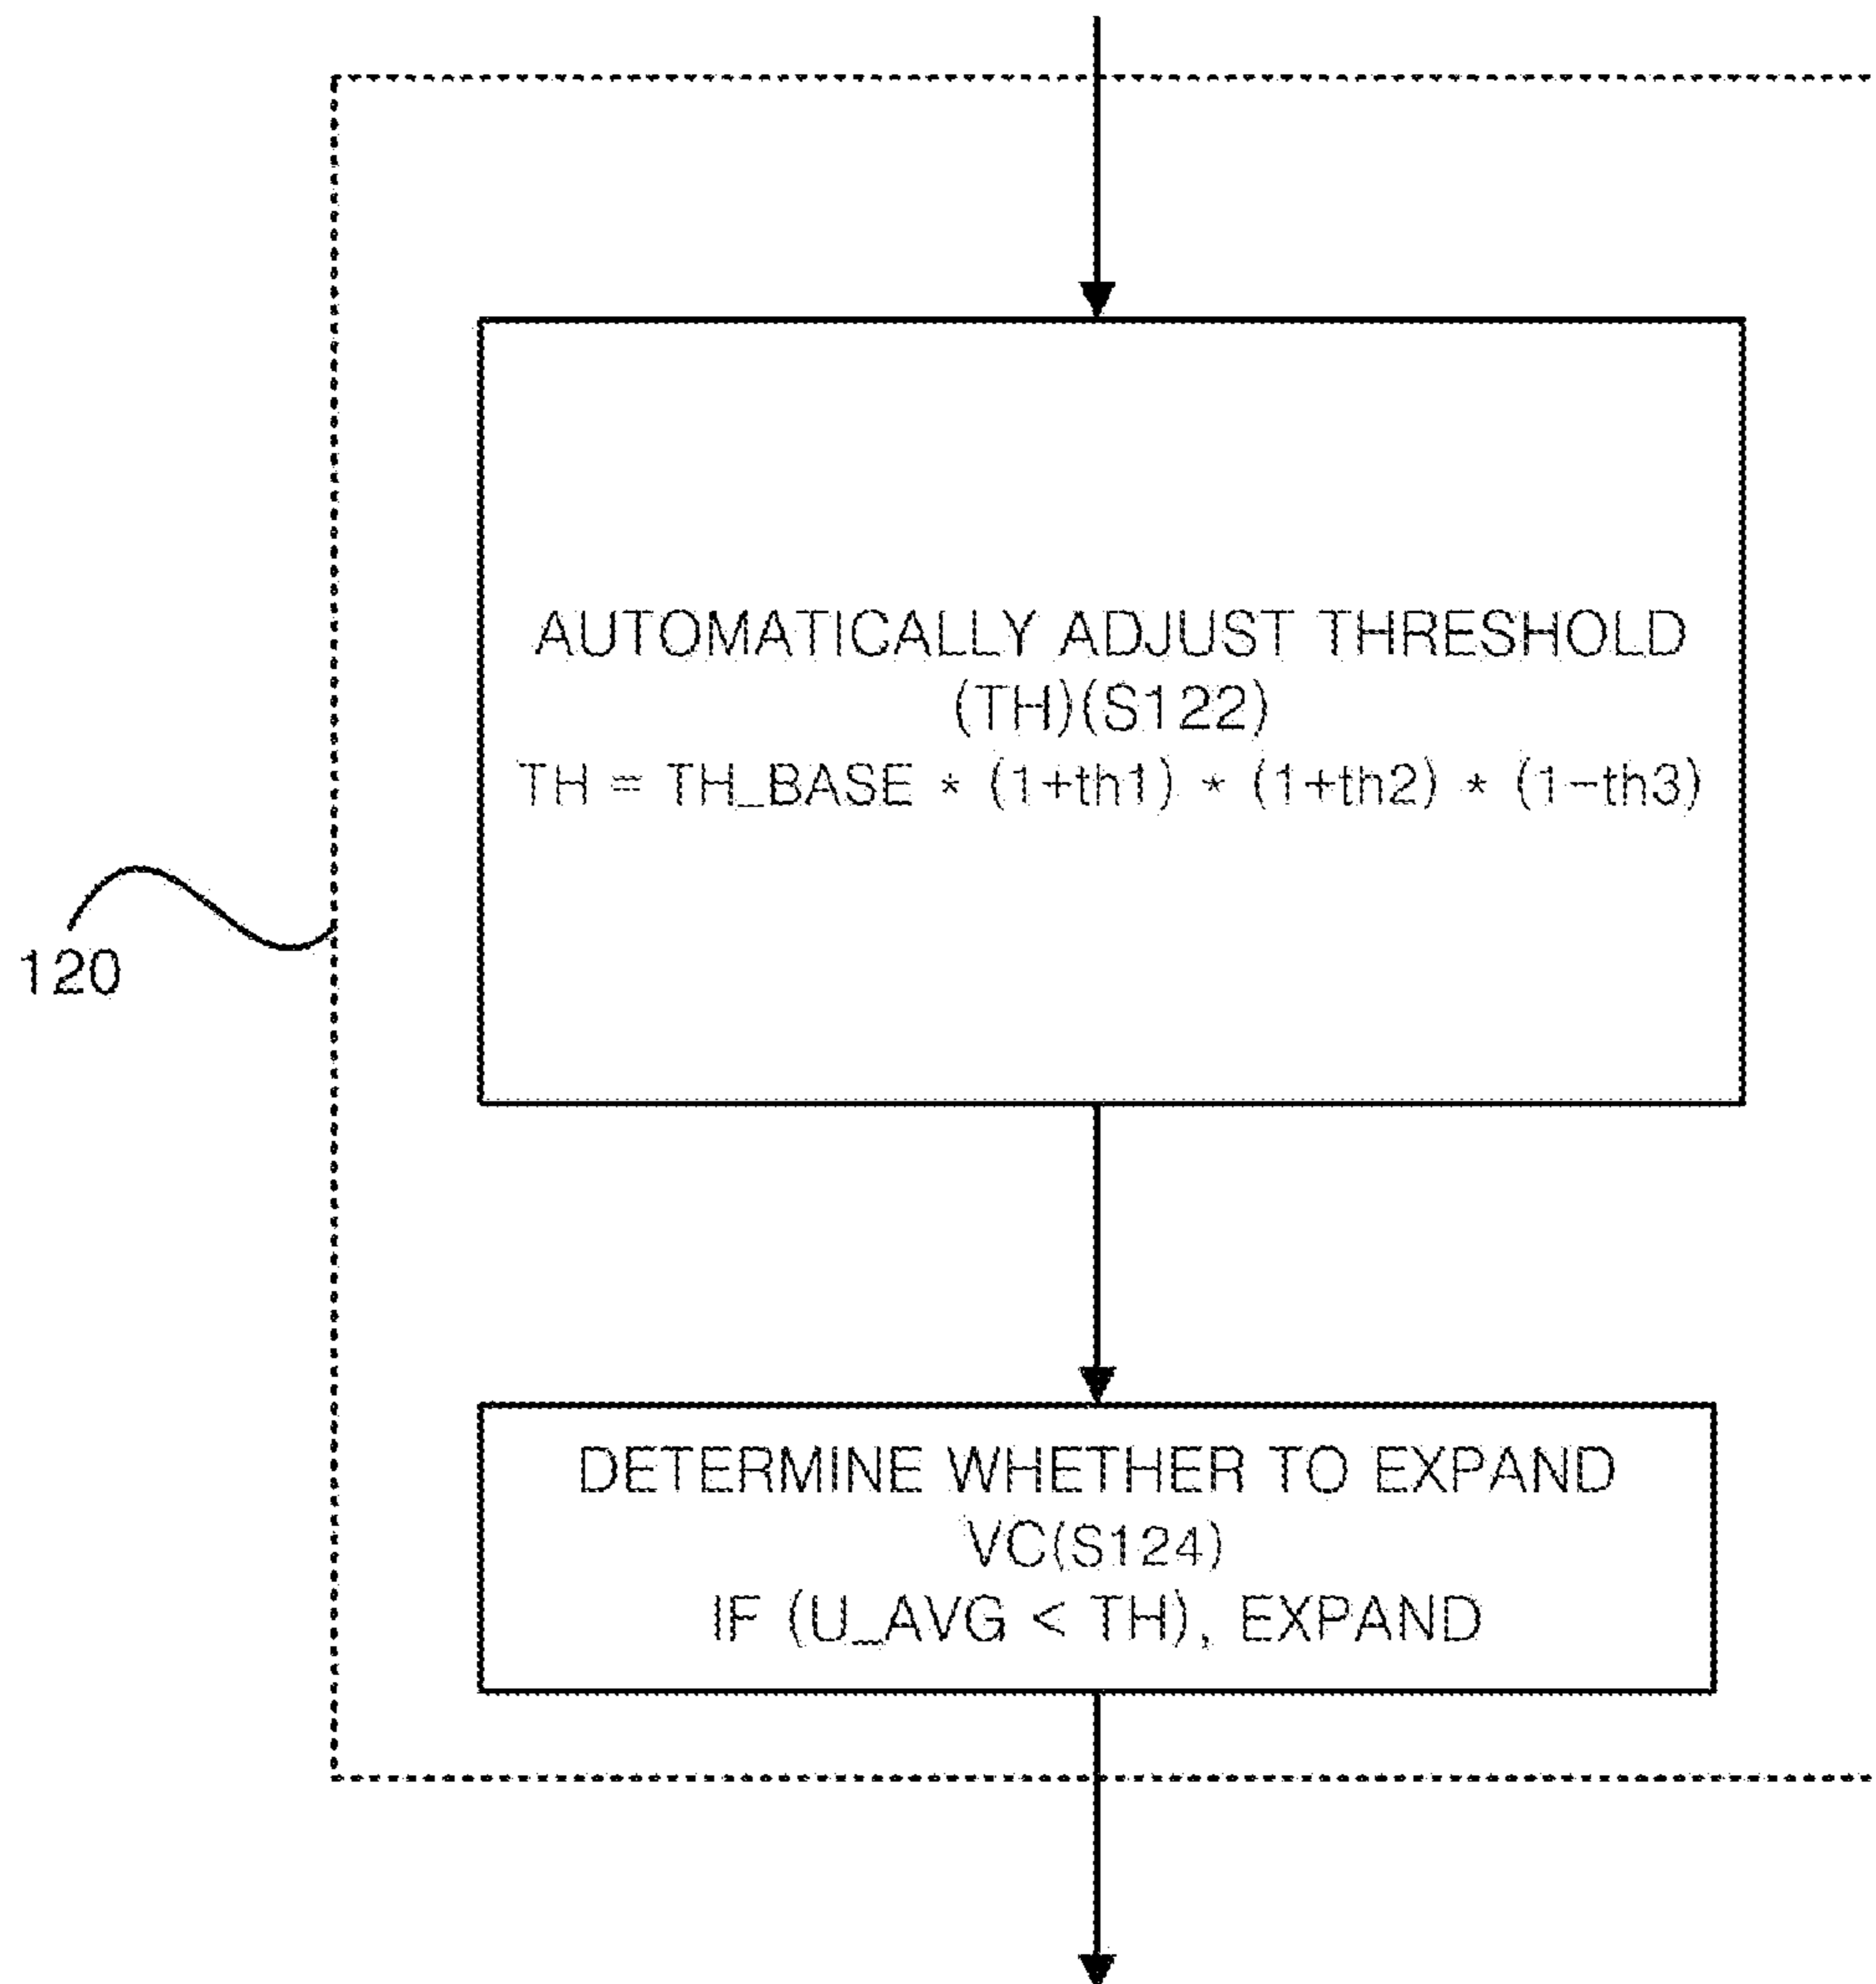 AUTOMATICALLY ADJUST THRESHOLD
(TH)(S122)
TH = TH_BASE * (1+th1) * (1+th2) * (1-th3)
120
DETERMINE WHETHER TO EXPAND
VC(S124)
IF (U_AVG < TH), EXPAND